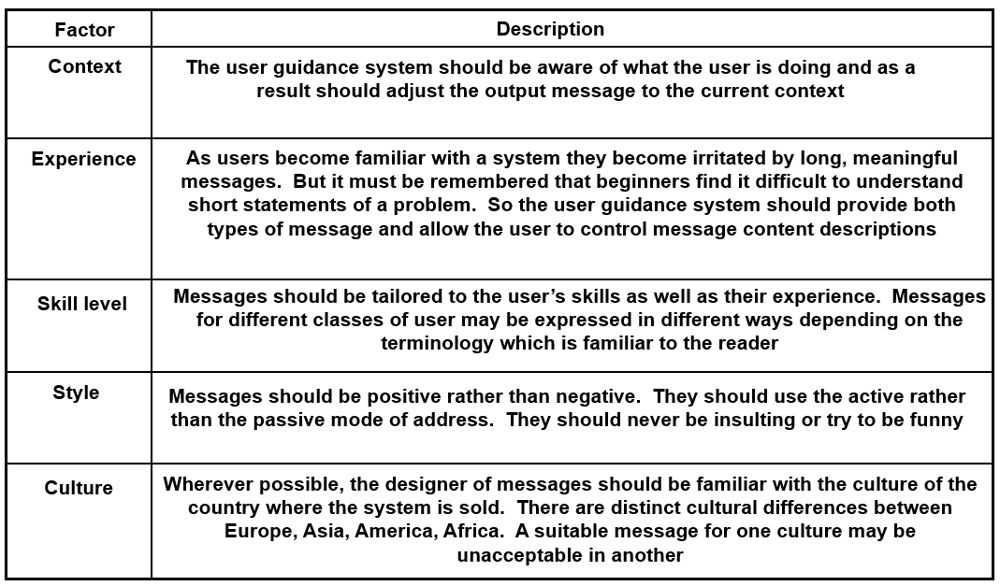 Factor
Description
Context
The user guidance system should be aware of what the user is doing and as a
result should adjust the output message to the current context
Experience
As users become familiar with a system they become irritated by long, meaningful
messages.  But it must be remembered that beginners find it difficult to understand
short statements of a problem.  So the user guidance system should provide both
types of message and allow the user to control message content descriptions
Skill level
Messages should be tailored to the user’s skills as well as their experience.  Messages
for different classes of user may be expressed in different ways depending on the
terminology which is familiar to the reader
Style
Messages should be positive rather than negative.  They should use the active rather
than the passive mode of address.  They should never be insulting or try to be funny
Culture
Wherever possible, the designer of messages should be familiar with the culture of the
country where the system is sold.  There are distinct cultural differences between
Europe, Asia, America, Africa.  A suitable message for one culture may be
unacceptable in another